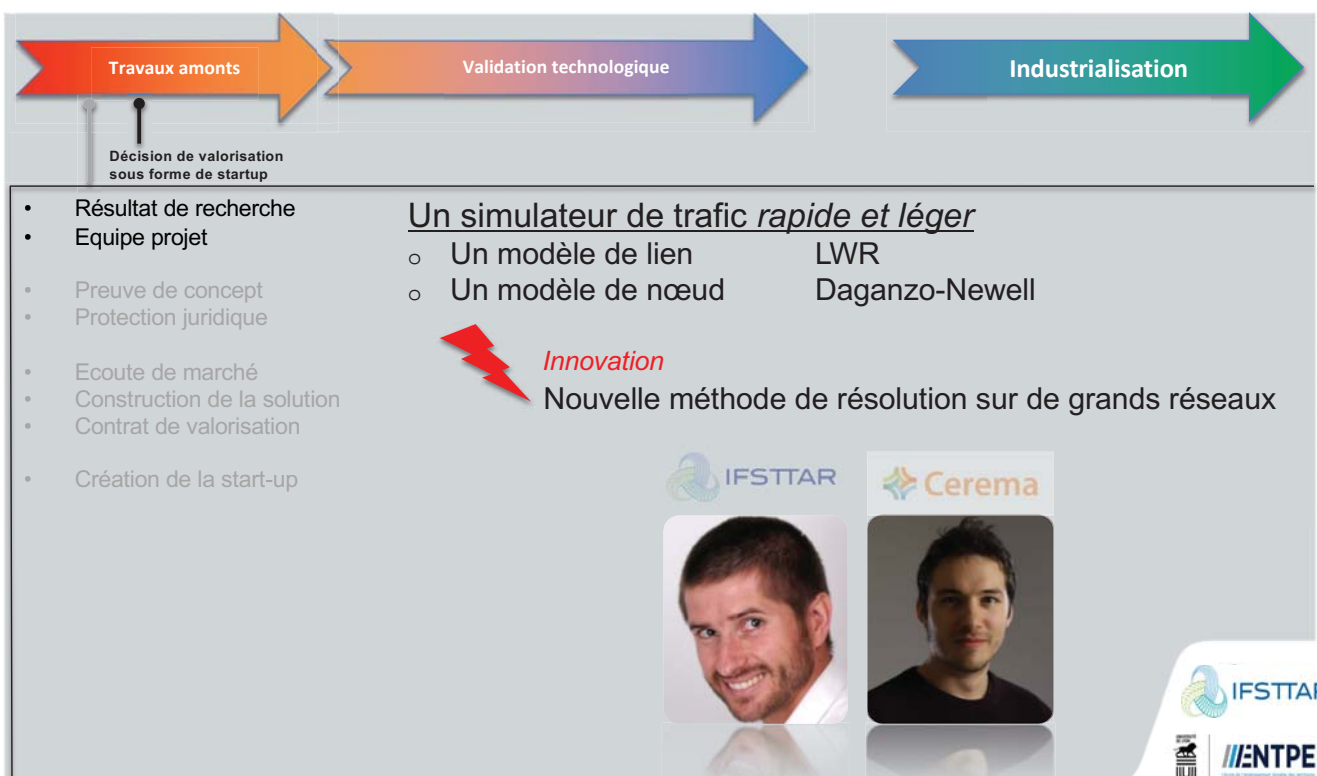 Travaux amonts
Validation technologique
Industrialisation
Décision de valorisation
sous forme de startup
• Résultat de recherche
• Equipe projet
• Preuve de concept
• Protection juridique
• Ecoute de marché
• Construction de la solution
• Contrat de valorisation
• Création de la start-up
Un simulateur de trafic rapide et léger
o Un modèle de lien LWR
o Un modèle de nœud Daganzo-Newell
Innovation
Nouvelle méthode de résolution sur de grands réseaux
IFSTTAR
Cerema
IFSTTAR
ENTPE